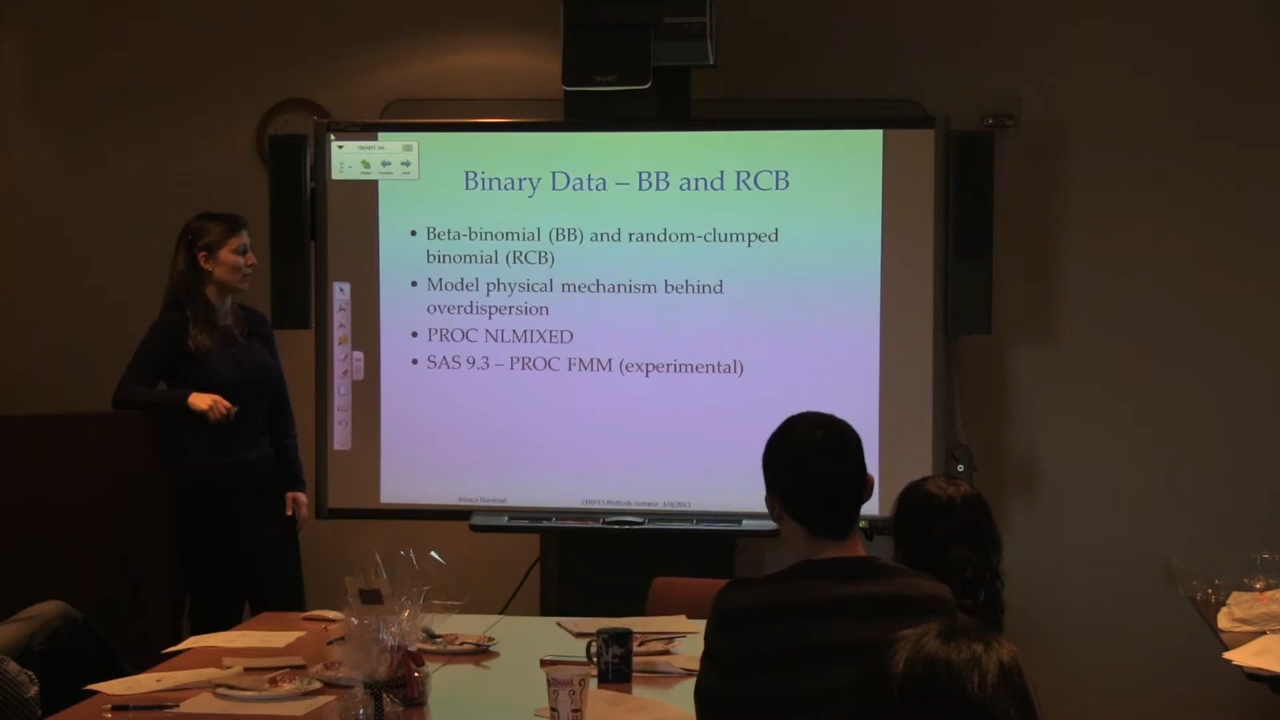 Binary Data – BB and RCB
• Beta-binomial (BB) and random-clumped
binomial (RCB)
• Model physical mechanism behind
overdispersion
• PROC NLMIXED
• SAS 9.3 – PROC FMM (experimental)